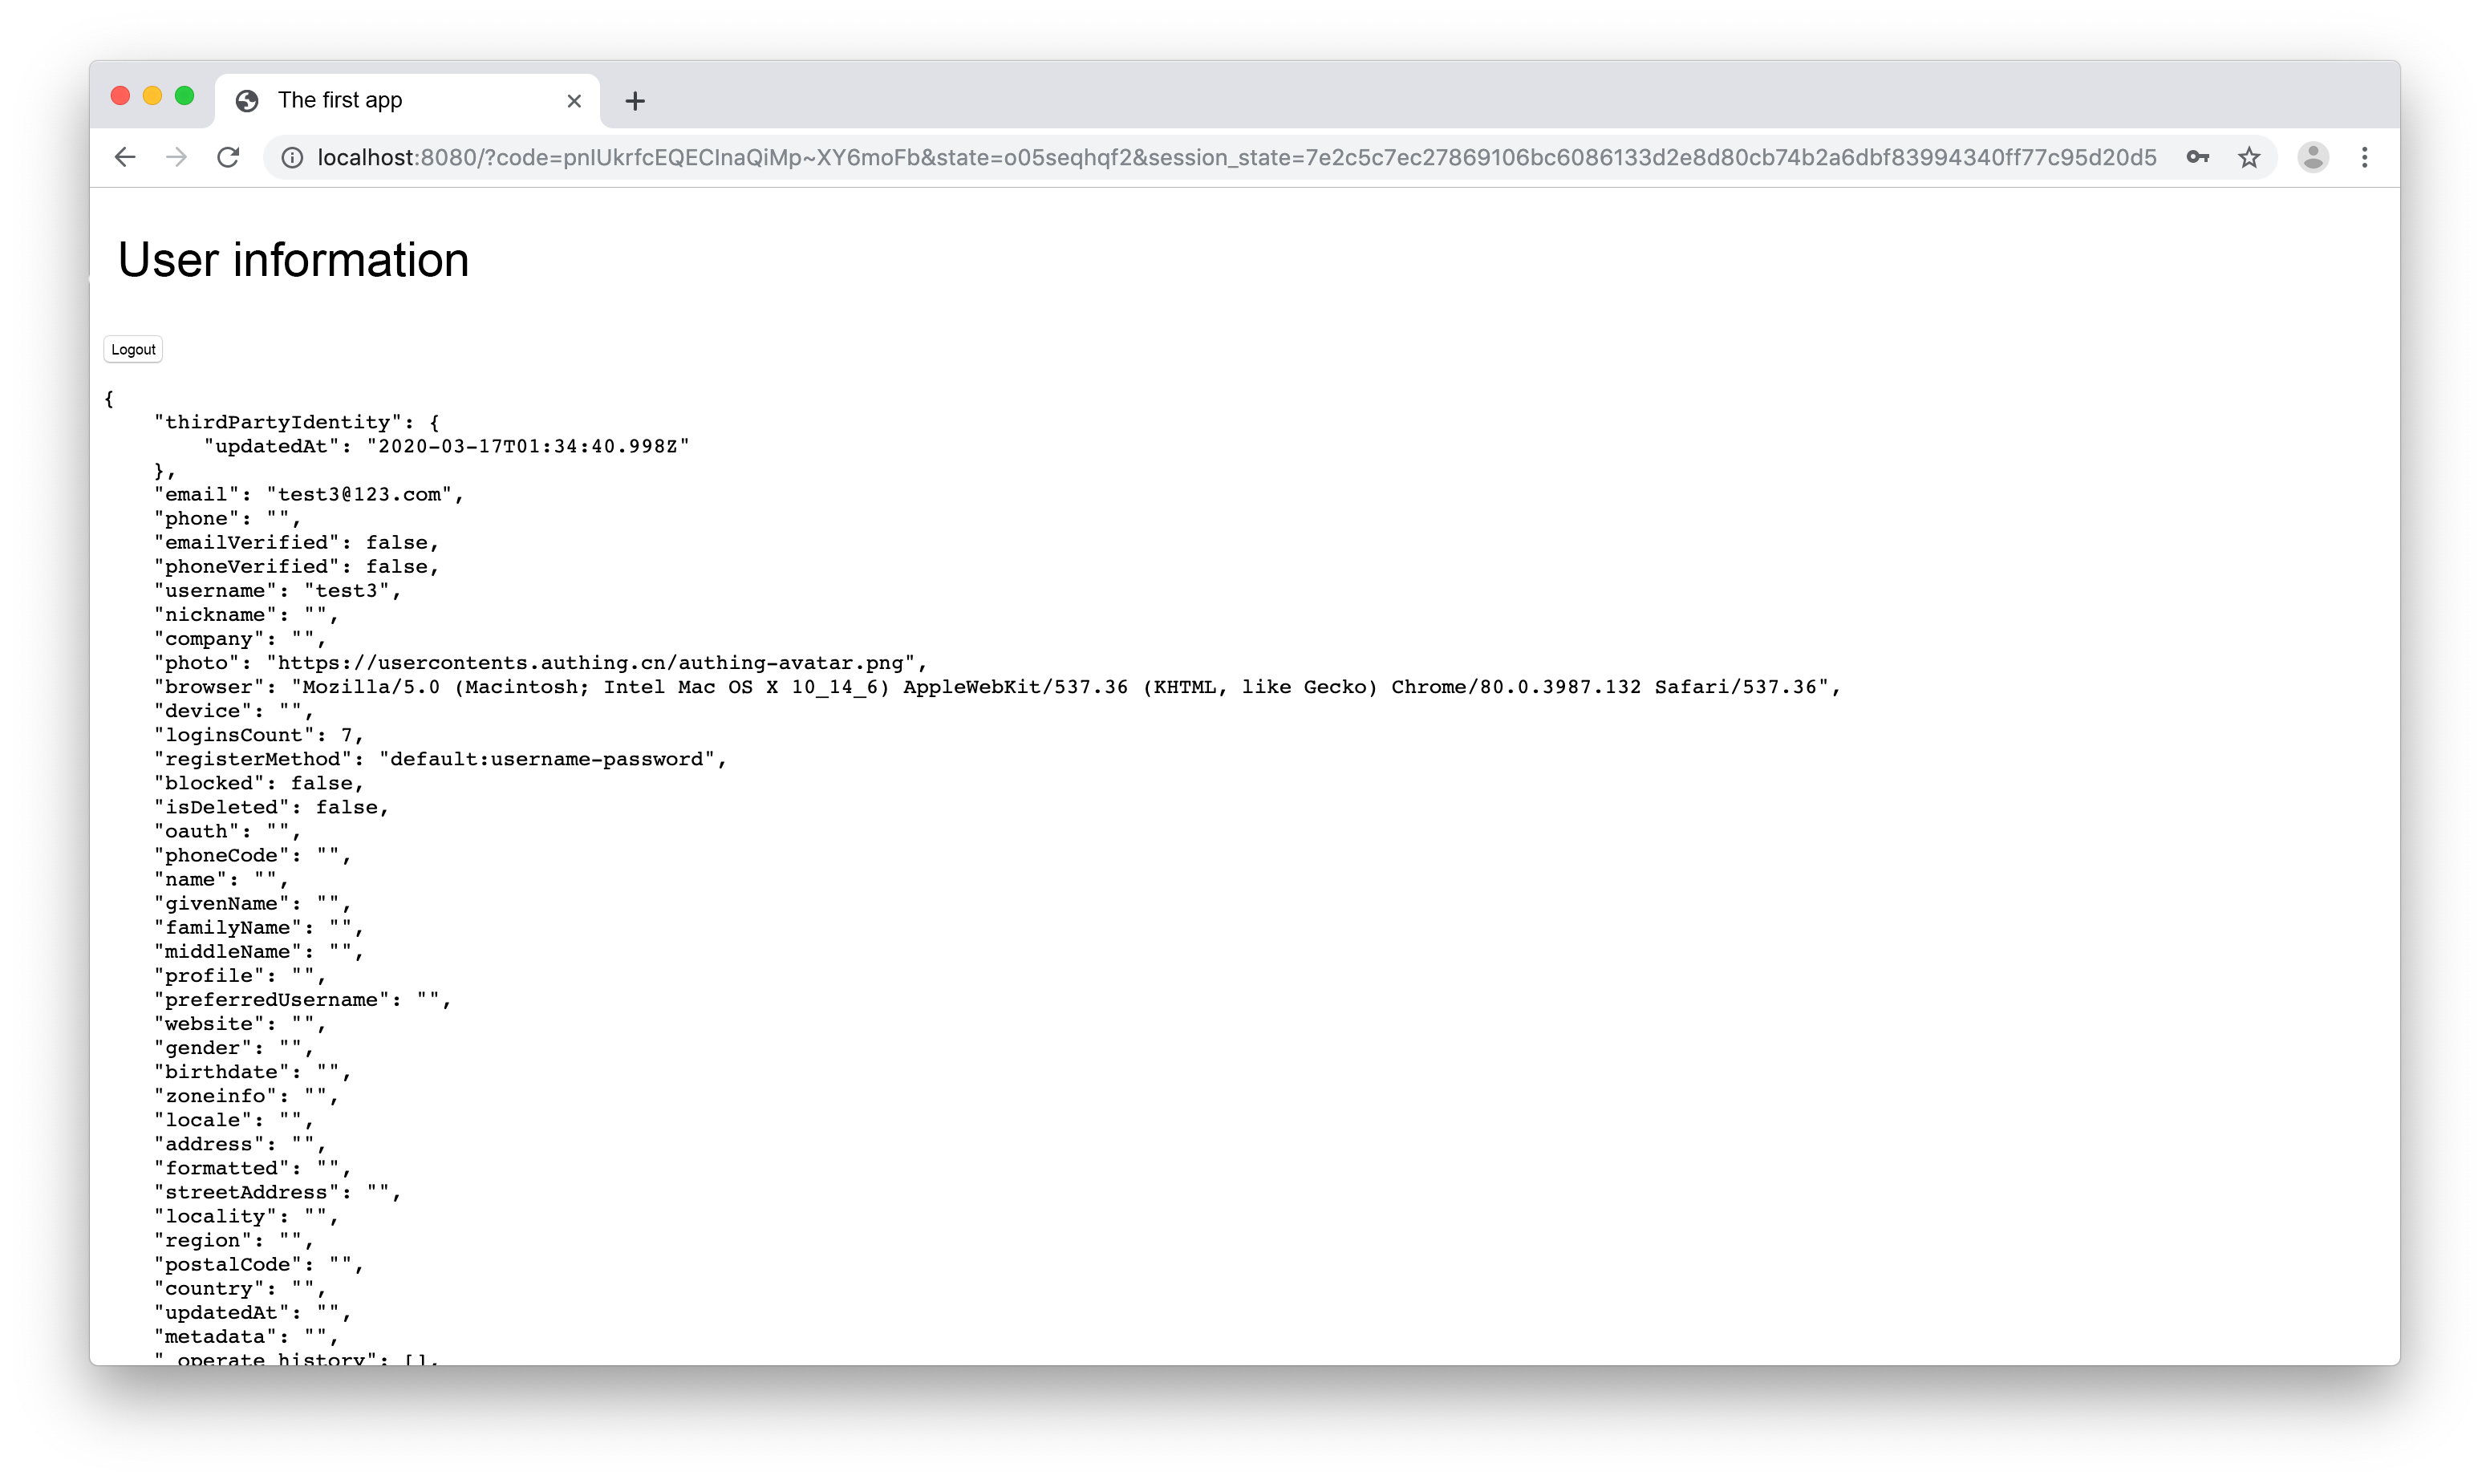 The first app
localhost:8080/?code=pnIUkrfcEQECInaQiMp~XY6moFb&state=o05seqhqf2&session_state=7e2c5c7ec27869106bc6086133d2e8d80cb74b2a6dbf83994340ff77c95d20d5
User information
Logout
{
"thirdPartyIdentity": {
"updatedAt": "2020-03-17T01:34:40.998Z"
},
"email": "test3@123.com",
"phone": "",
"emailVerified": false,
"phoneVerified": false,
"username": "test3",
"nickname": "",
"company": "",
"photo": "https://usercontents.authing.cn/authing-avatar.png",
"browser": "Mozilla/5.0 (Macintosh; Intel Mac OS X 10_14_6) AppleWebKit/537.36 (KHTML, like Gecko) Chrome/80.0.3987.132 Safari/537.36",
"device": "",
"loginsCount": 7,
"registerMethod": "default:username-password",
"blocked": false,
"isDeleted": false,
"oauth": "",
"phoneCode": "",
"name": "",
"givenName": "",
"familyName": "",
"middleName": "",
"profile": "",
"preferredUsername": "",
"website": "",
"gender": "",
"birthdate": "",
"zoneinfo": "",
"locale": "",
"address": "",
"formatted": "",
"streetAddress": "",
"locality": "",
"region": "",
"postalCode": "",
"country": "",
"updatedAt": "",
"metadata": "",
"_operate_history": [],